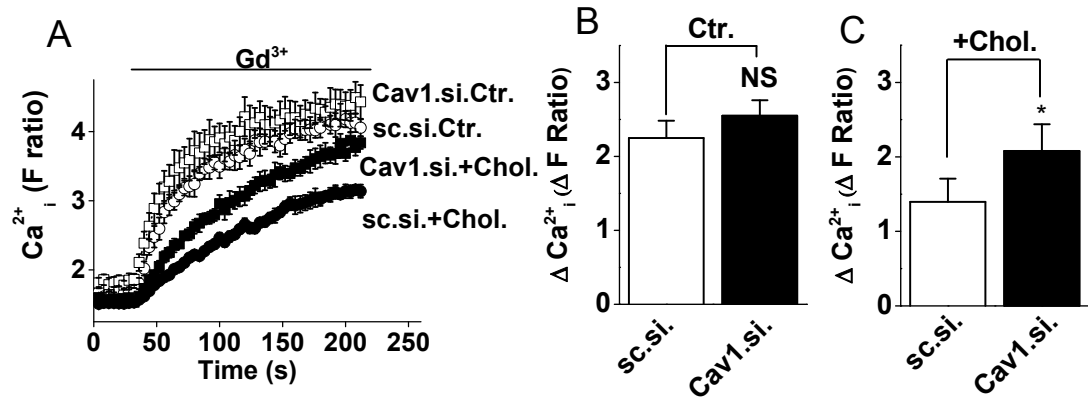 A
Gd³⁺
Cav1.si.Ctr.
sc.si.Ctr.
Cav1.si.+Chol.
sc.si.+Chol.
Ca²⁺ᵢ (F ratio)
4
3
2
0 50 100 150 200 250
Time (s)
B
Ctr.
NS
Δ Ca²⁺ᵢ (Δ F Ratio)
3
2
1
0
sc.si.
Cav1.si.
C
+Chol.
*
Δ Ca²⁺ᵢ (Δ F Ratio)
3
2
1
0
sc.si.
Cav1.si.